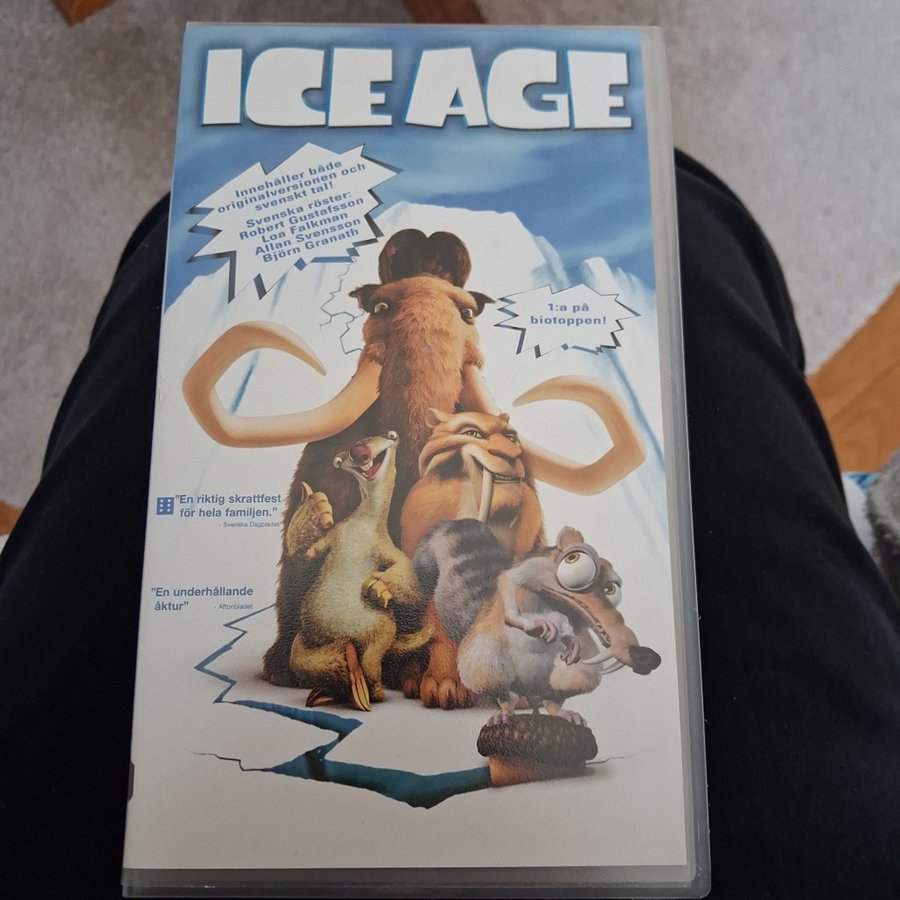 ICE AGE
Innehåller både
originalversionen och
svenskt tal!
Svenska röster:
Robert Gustafsson
Loa Falkman
Allan Svensson
Björn Granath
1:a på
biotoppen!
"En riktig skrattfest
för hela familjen."
- Svenska Dagbladet
"En underhållande
åktur"
- Aftonbladet